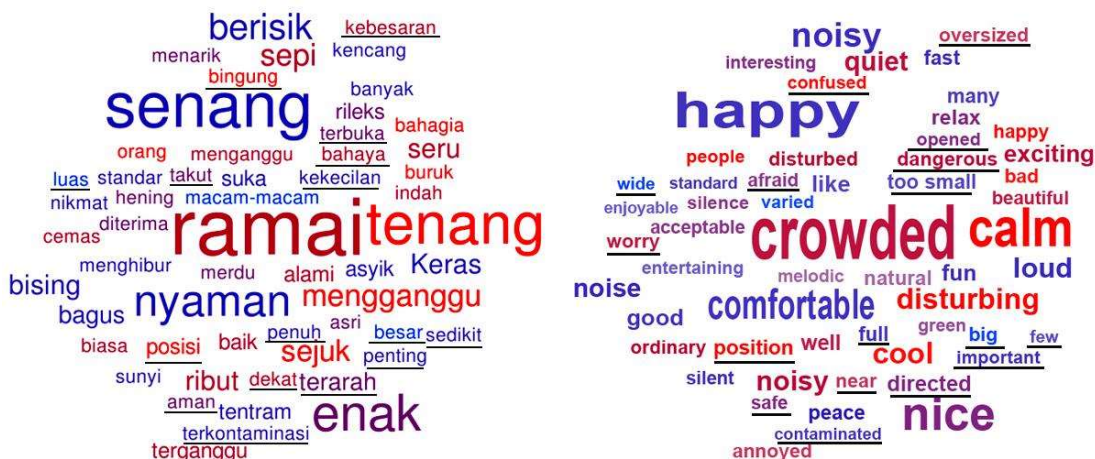 berisik
kebesaran
menarik
sepi
kencang
bingung
senang
banyak
rileks
terbuka
bahagia
orang
menganggu
bahaya
seru
luas
standar
takut
suka
kekecilan
buruk
nikmat
hening
macam-macam
indah
diterima
cemas
ramai
tenang
menghibur
merdu
alami
asyik
Keras
bising
nyaman
mengganggu
bagus
penuh
asri
besar
sedikit
biasa
posisi
baik
sejuk
penting
sunyi
ribut
dekat
terarah
aman
tentram
enak
terkontaminasi
terganggu
noisy
oversized
interesting
quiet
fast
confused
happy
many
relax
opened
happy
people
disturbed
dangerous
exciting
wide
standard
afraid
like
too small
bad
enjoyable
silence
varied
beautiful
acceptable
worry
crowded
calm
entertaining
melodic
natural
fun
loud
noise
comfortable
disturbing
good
full
green
big
few
ordinary
position
well
cool
important
silent
noisy
near
directed
safe
peace
nice
contaminated
annoyed